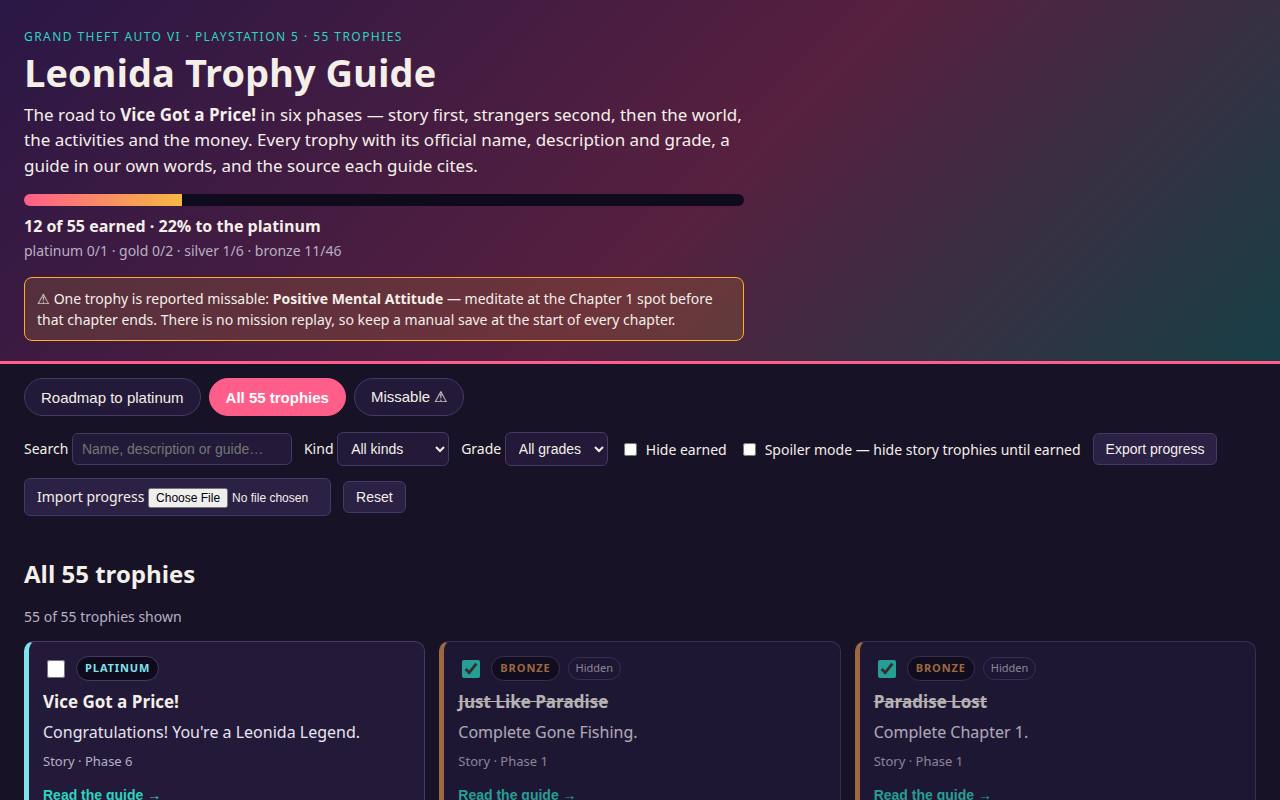 GRAND THEFT AUTO VI · PLAYSTATION 5 · 55 TROPHIES
Leonida Trophy Guide
The road to Vice Got a Price! in six phases — story first, strangers second, then the world,
the activities and the money. Every trophy with its official name, description and grade, a
guide in our own words, and the source each guide cites.
12 of 55 earned · 22% to the platinum
platinum 0/1 · gold 0/2 · silver 1/6 · bronze 11/46
⚠ One trophy is reported missable: Positive Mental Attitude — meditate at the Chapter 1 spot before
that chapter ends. There is no mission replay, so keep a manual save at the start of every chapter.
Roadmap to platinum All 55 trophies Missable ⚠
Search Name, description or guide… Kind All kinds Grade All grades Hide earned Spoiler mode — hide story trophies until earned Export progress
Import progress Choose File No file chosen Reset
All 55 trophies
55 of 55 trophies shown
PLATINUM
Vice Got a Price!
Congratulations! You're a Leonida Legend.
Story · Phase 6
Read the guide →
BRONZE Hidden
Just Like Paradise
Complete Gone Fishing.
Story · Phase 1
Read the guide →
BRONZE Hidden
Paradise Lost
Complete Chapter 1.
Story · Phase 1
Read the guide →